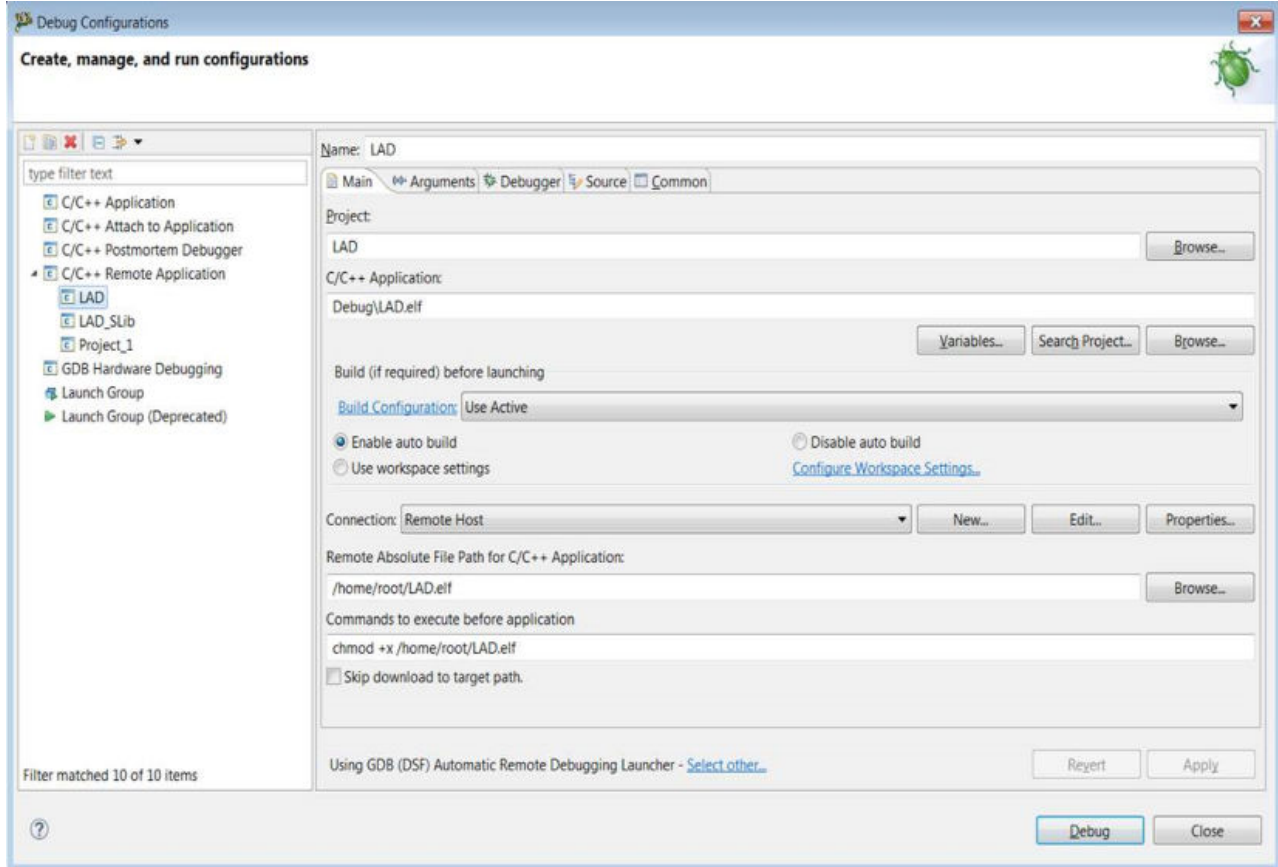 Debug Configurations
Create, manage, and run configurations
type filter text
C/C++ Application
C/C++ Attach to Application
C/C++ Postmortem Debugger
C/C++ Remote Application
LAD
LAD_SLib
Project_1
GDB Hardware Debugging
Launch Group
Launch Group (Deprecated)
Filter matched 10 of 10 items
Name: LAD
Main Arguments Debugger Source Common
Project:
LAD Browse...
C/C++ Application:
Debug\LAD.elf
Variables... Search Project... Browse...
Build (if required) before launching
Build Configuration: Use Active
Enable auto build Disable auto build
Use workspace settings Configure Workspace Settings...
Connection: Remote Host New... Edit... Properties...
Remote Absolute File Path for C/C++ Application:
/home/root/LAD.elf Browse...
Commands to execute before application
chmod +x /home/root/LAD.elf
Skip download to target path.
Using GDB (DSF) Automatic Remote Debugging Launcher - Select other... Revert Apply
Debug Close